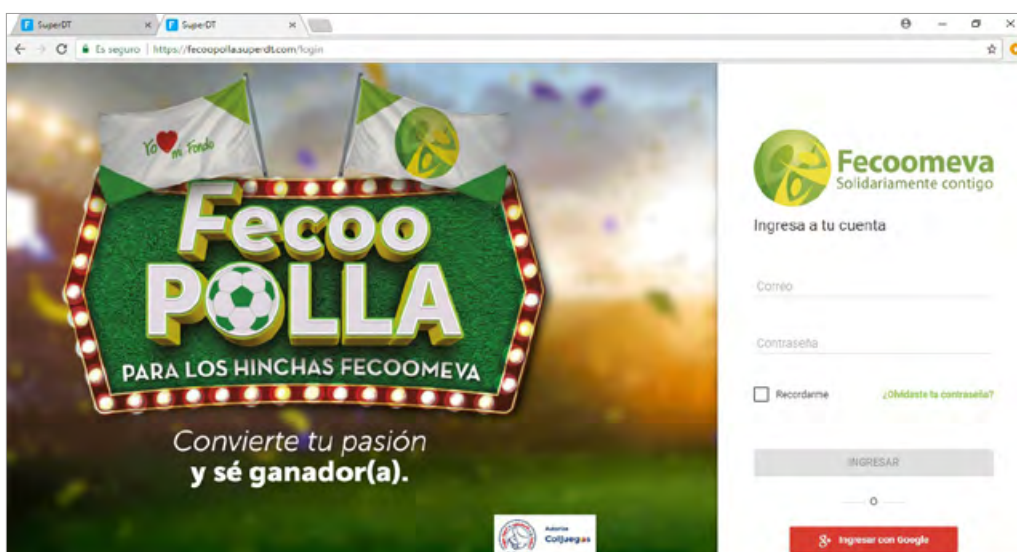 SuperDT
SuperDT
Es seguro
https://fecoopolla.superdt.com/login
Yo mi Fondo
Fecoo
POLLA
PARA LOS HINCHAS FECOOMEVA
Convierte tu pasión
y sé ganador(a).
Autoriza
Coljuegos
Fecoomeva
Solidariamente contigo
Ingresa a tu cuenta
Correo
Contraseña
Recordarme
¿Olvidaste tu contraseña?
INGRESAR
O
g+ Ingresar con Google